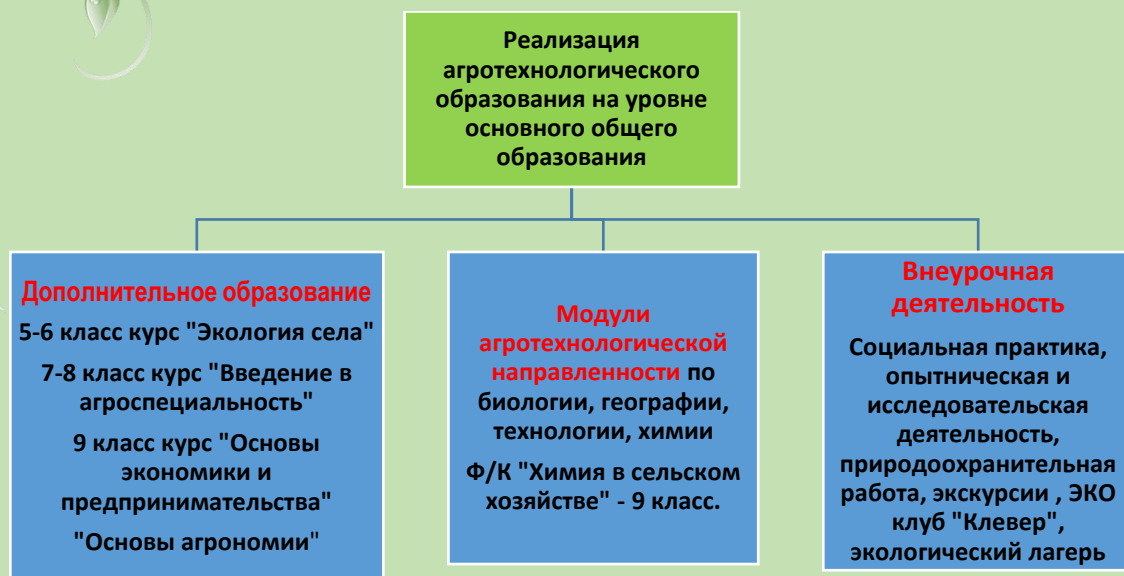 Реализация
агротехнологического
образования на уровне
основного общего
образования
Дополнительное образование
5-6 класс курс "Экология села"
7-8 класс курс "Введение в
агроспециальность"
9 класс курс "Основы
экономики и
предпринимательства"
"Основы агрономии"
Модули
агротехнологической
направленности по
биологии, географии,
технологии, химии
Ф/К "Химия в сельском
хозяйстве" - 9 класс.
Внеурочная
деятельность
Социальная практика,
опытническая и
исследовательская
деятельность,
природоохранительная
работа, экскурсии , ЭКО
клуб "Клевер",
экологический лагерь